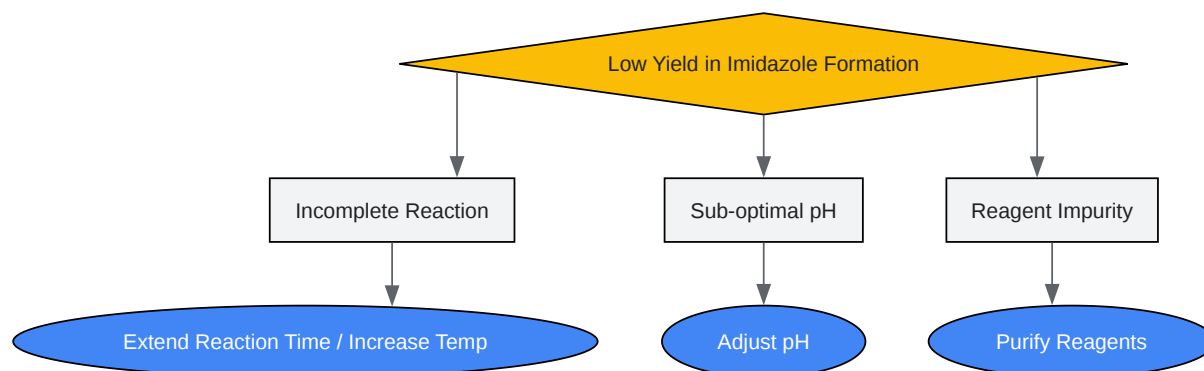 Low Yield in Imidazole Formation
Incomplete Reaction
Sub-optimal pH
Reagent Impurity
Extend Reaction Time / Increase Temp
Adjust pH
Purify Reagents